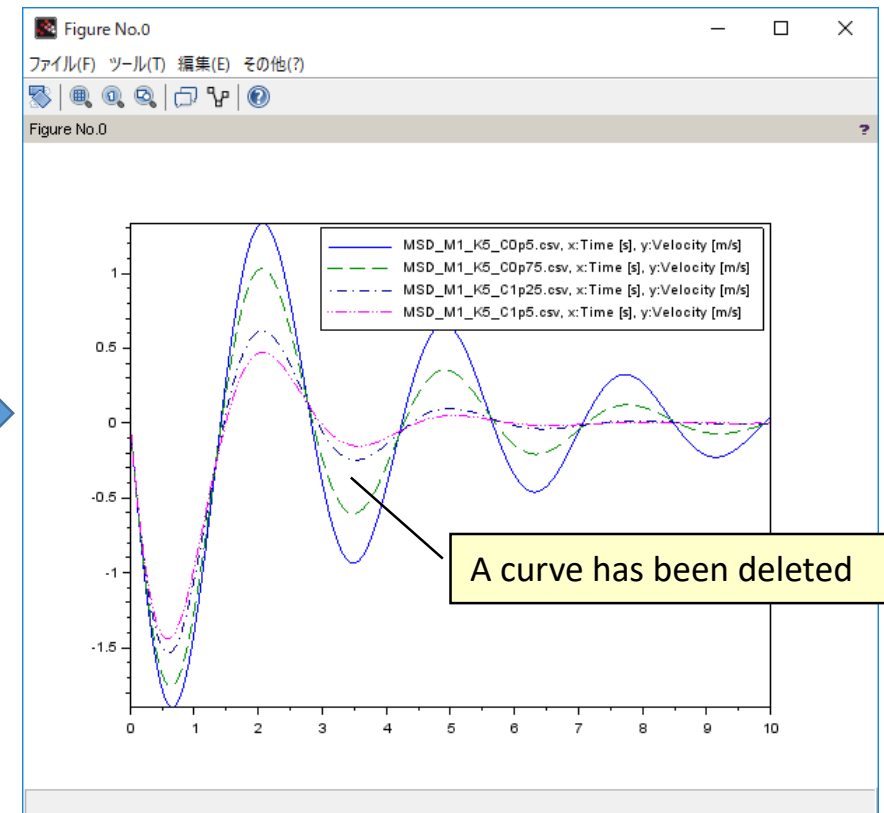 Figure No.0
ファイル(F) ツール(T) 編集(E) その他(?)
Figure No.0 ?
MSD_M1_K5_C0p5.csv, x:Time [s], y:Velocity [m/s]
MSD_M1_K5_C0p75.csv, x:Time [s], y:Velocity [m/s]
MSD_M1_K5_C1p25.csv, x:Time [s], y:Velocity [m/s]
MSD_M1_K5_C1p5.csv, x:Time [s], y:Velocity [m/s]
1
0.5
0
-0.5
-1
-1.5
A curve has been deleted
0 1 2 3 4 5 6 7 8 9 10